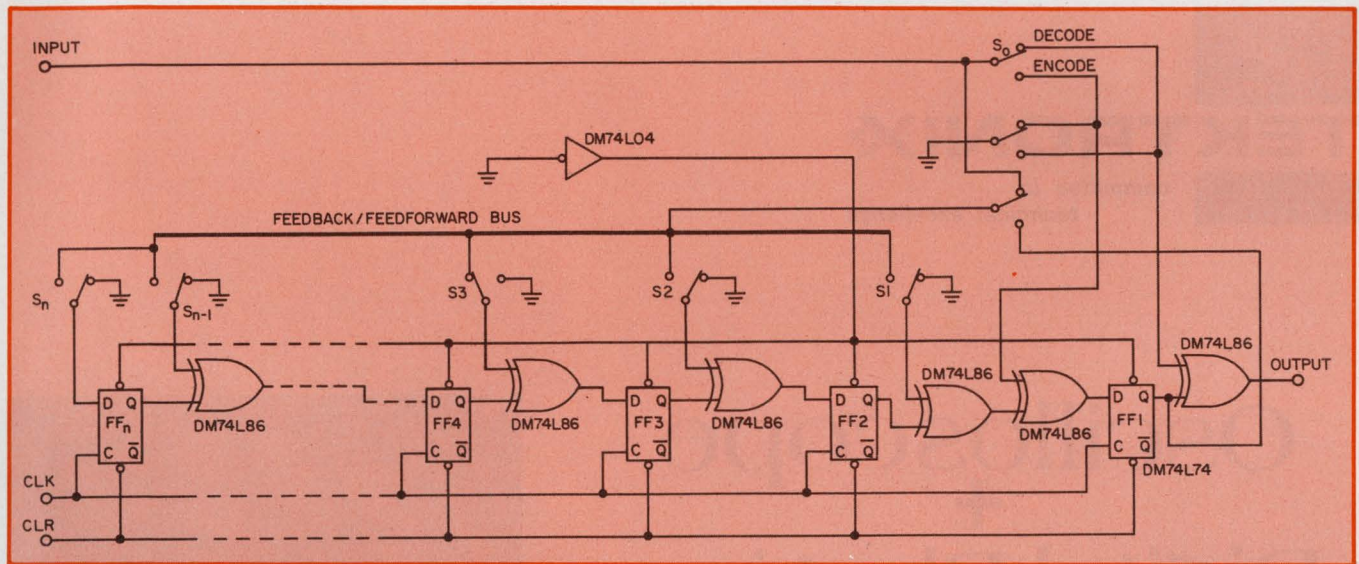 INPUT
S₀
DECODE
ENCODE
DM74L04
FEEDBACK/FEEDFORWARD BUS
Sₙ
Sₙ₋₁
S3
S2
S1
DM74L86
DM74L86
OUTPUT
D Q
FFₙ
C Q̅
DM74L86
D Q
FF4
C Q̅
DM74L86
D Q
FF3
C Q̅
DM74L86
D Q
FF2
C Q̅
DM74L86
D Q
FF1
C Q̅
DM74L74
CLK
CLR